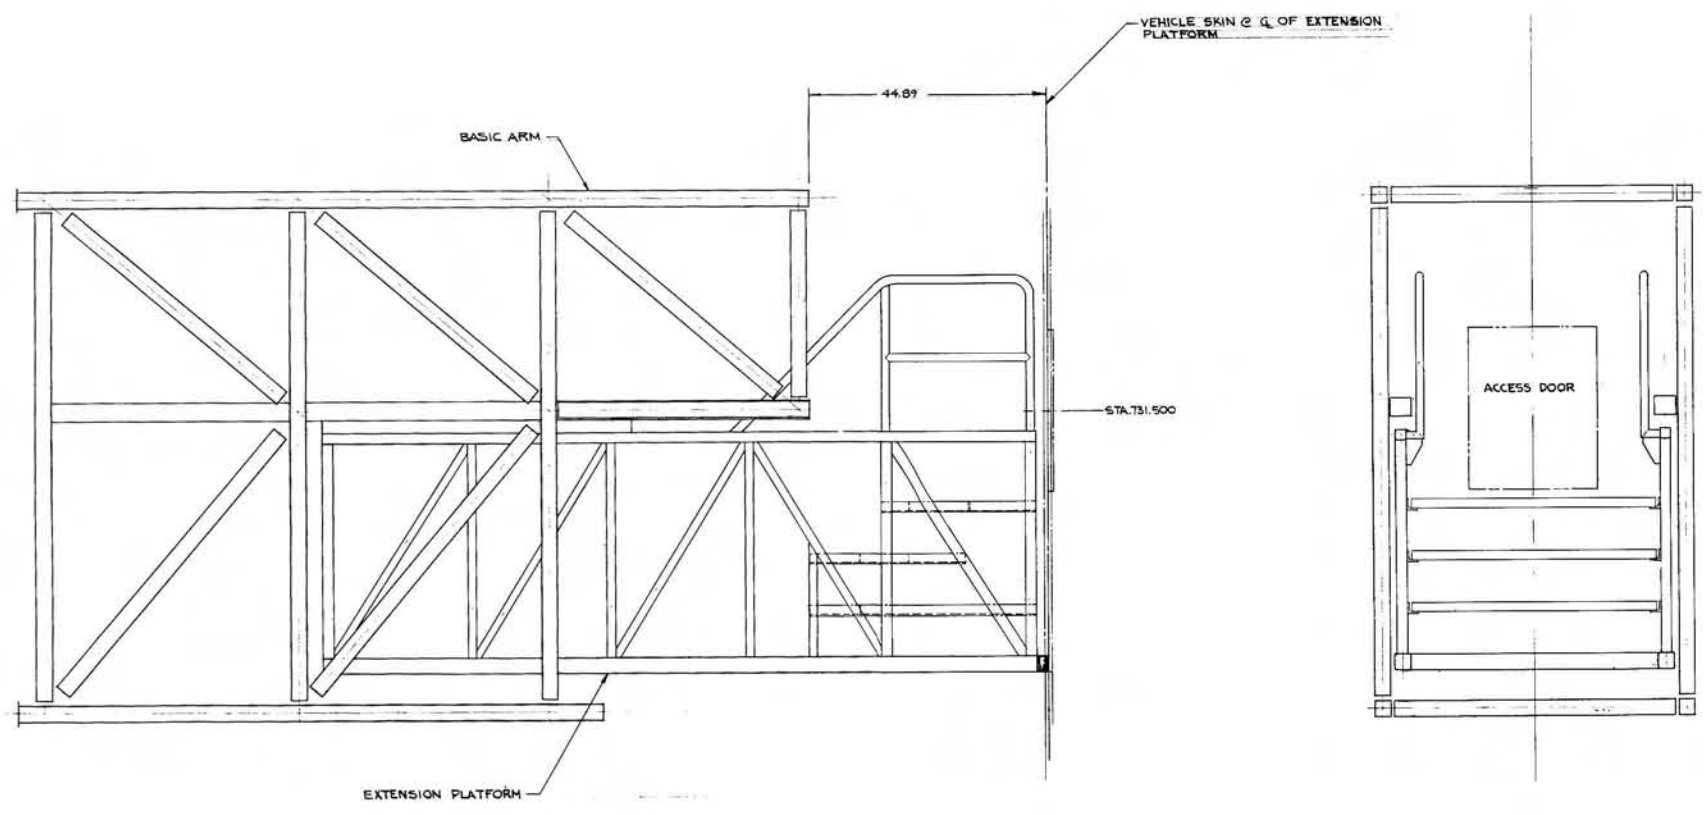 VEHICLE SKIN @ ℄ OF EXTENSION
PLATFORM
44.89
BASIC ARM
ACCESS DOOR
STA.731.500
EXTENSION PLATFORM